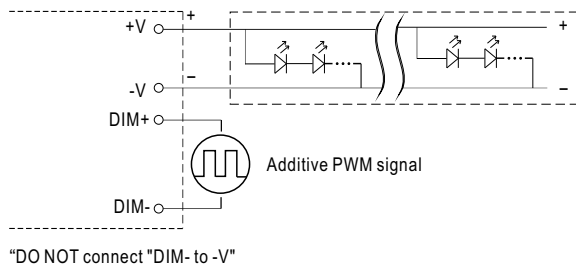 +V
+
-V
−
+
−
DIM+
Additive PWM signal
DIM-
“DO NOT connect "DIM- to -V"